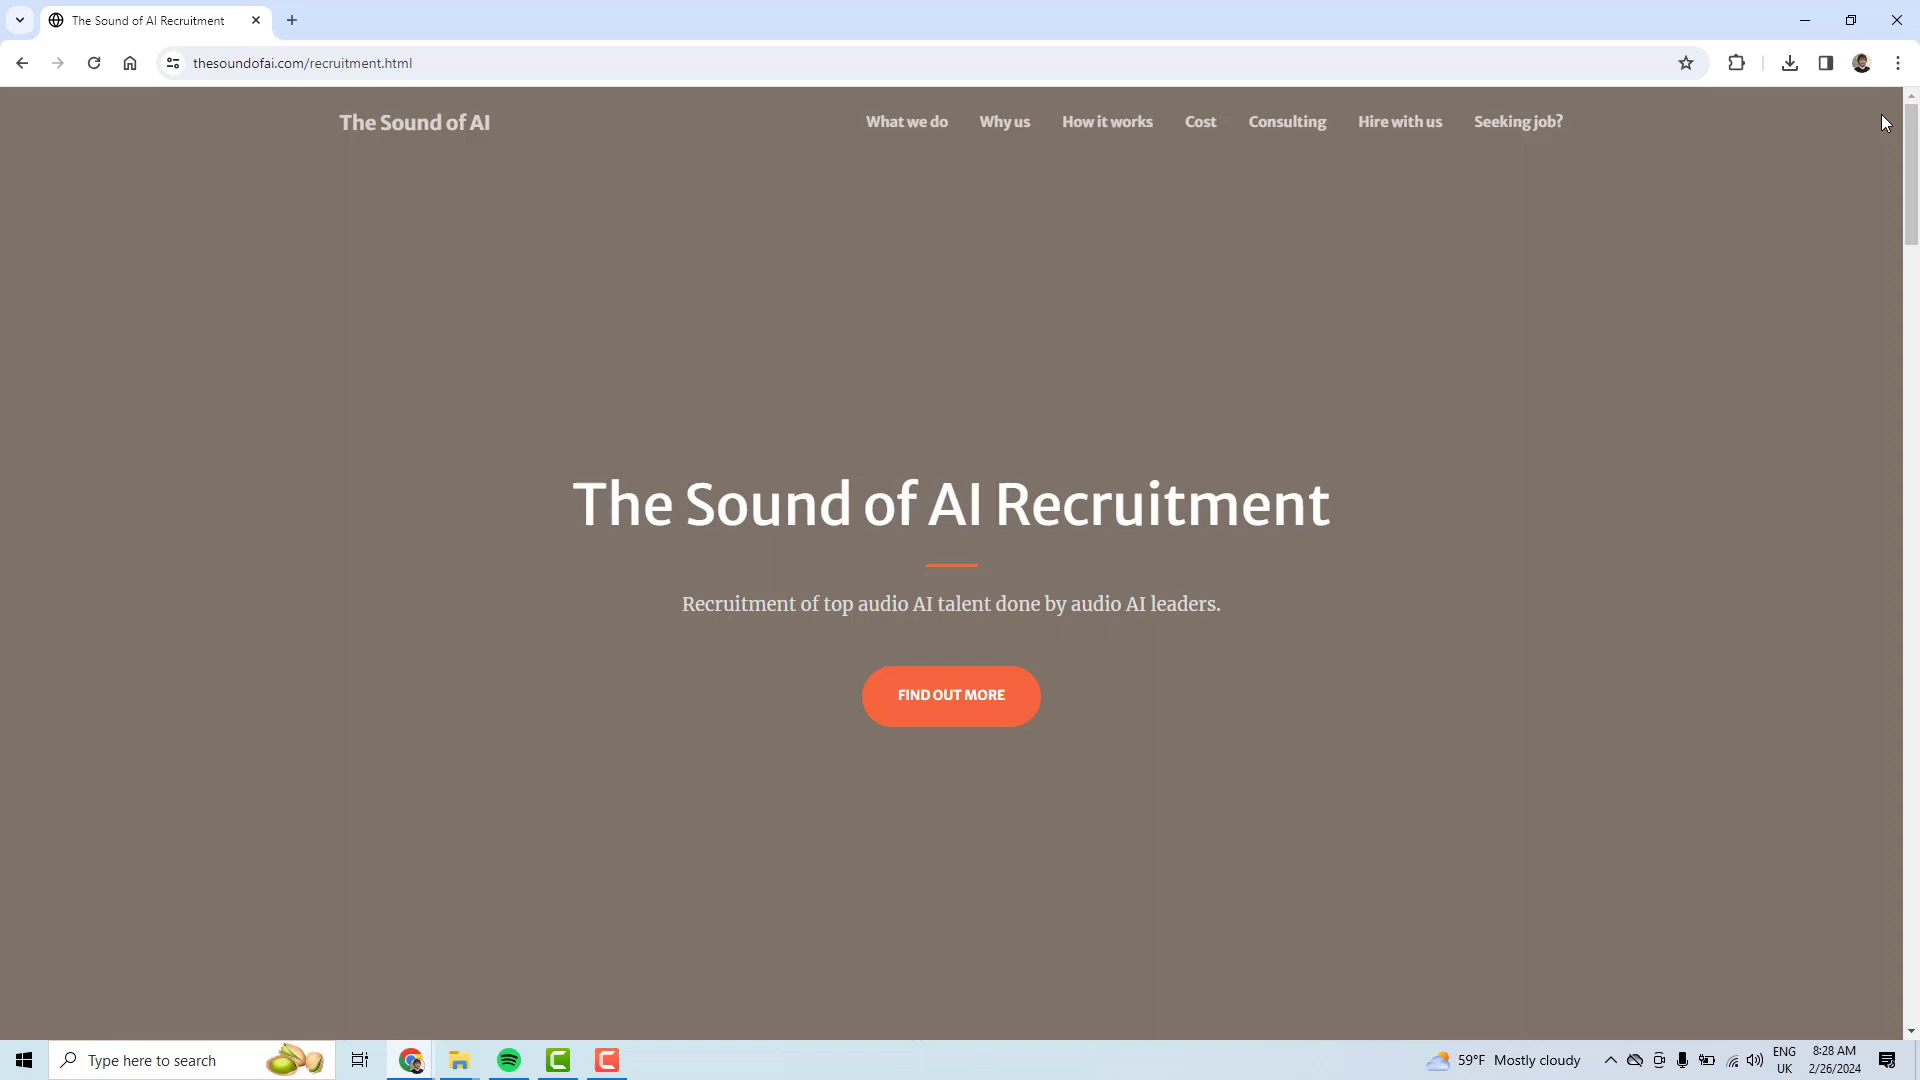 The Sound of AI Recruitment
thesoundofai.com/recruitment.html
The Sound of AI
What we do
Why us
How it works
Cost
Consulting
Hire with us
Seeking job?
The Sound of AI Recruitment
Recruitment of top audio AI talent done by audio AI leaders.
FIND OUT MORE
Type here to search
59°F Mostly cloudy
ENG
UK
8:28 AM
2/26/2024